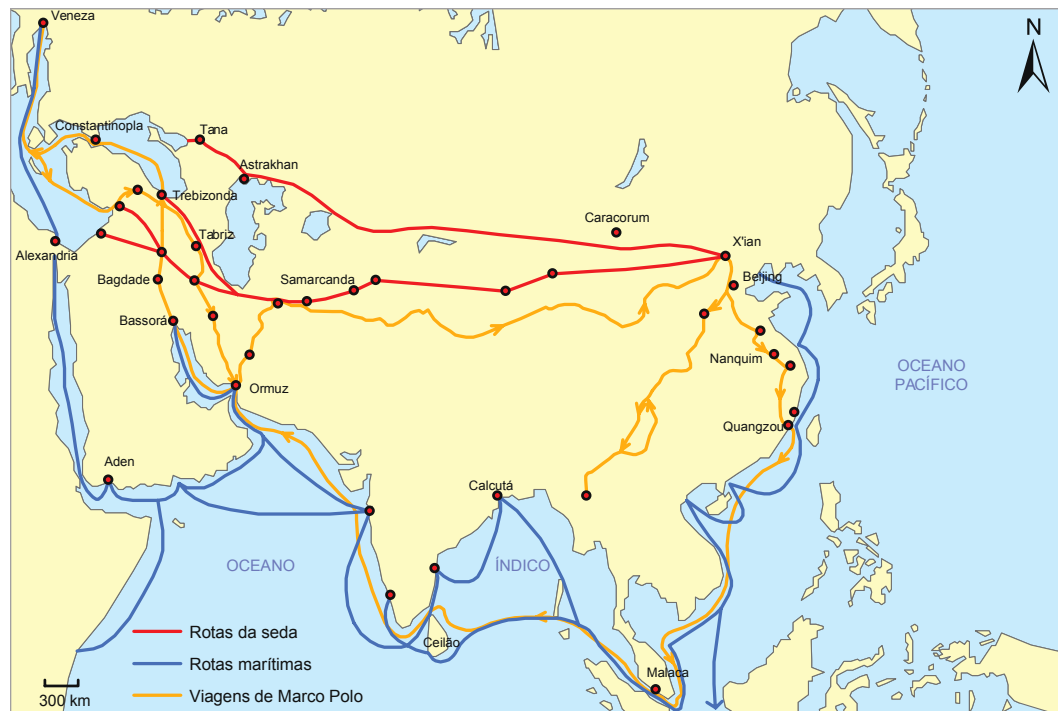 Veneza
N
Constantinopla
Tana
Astrakhan
Trebizonda
Caracorum
Tabriz
X'ian
Alexandria
Bagdade
Samarcanda
Beijing
Bassorá
Nanquim
OCEANO
PACÍFICO
Ormuz
Quangzou
Aden
Calcutá
OCEANO
ÍNDICO
Rotas da seda
Ceilão
Rotas marítimas
Malaca
300 km
Viagens de Marco Polo